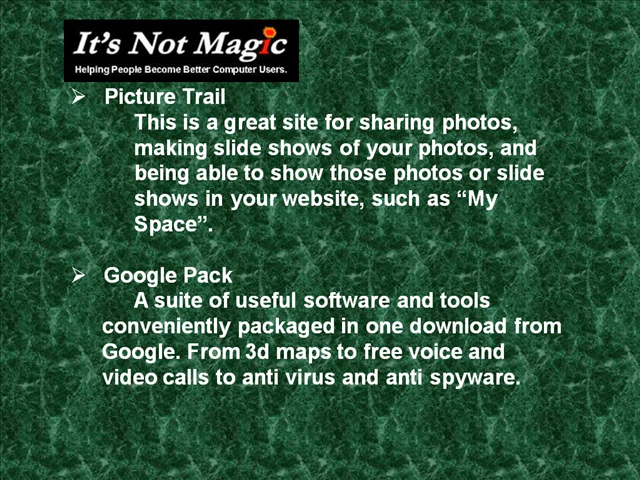 It's Not Magic
Helping People Become Better Computer Users.
➢ Picture Trail
This is a great site for sharing photos,
making slide shows of your photos, and
being able to show those photos or slide
shows in your website, such as “My
Space”.
➢ Google Pack
A suite of useful software and tools
conveniently packaged in one download from
Google. From 3d maps to free voice and
video calls to anti virus and anti spyware.